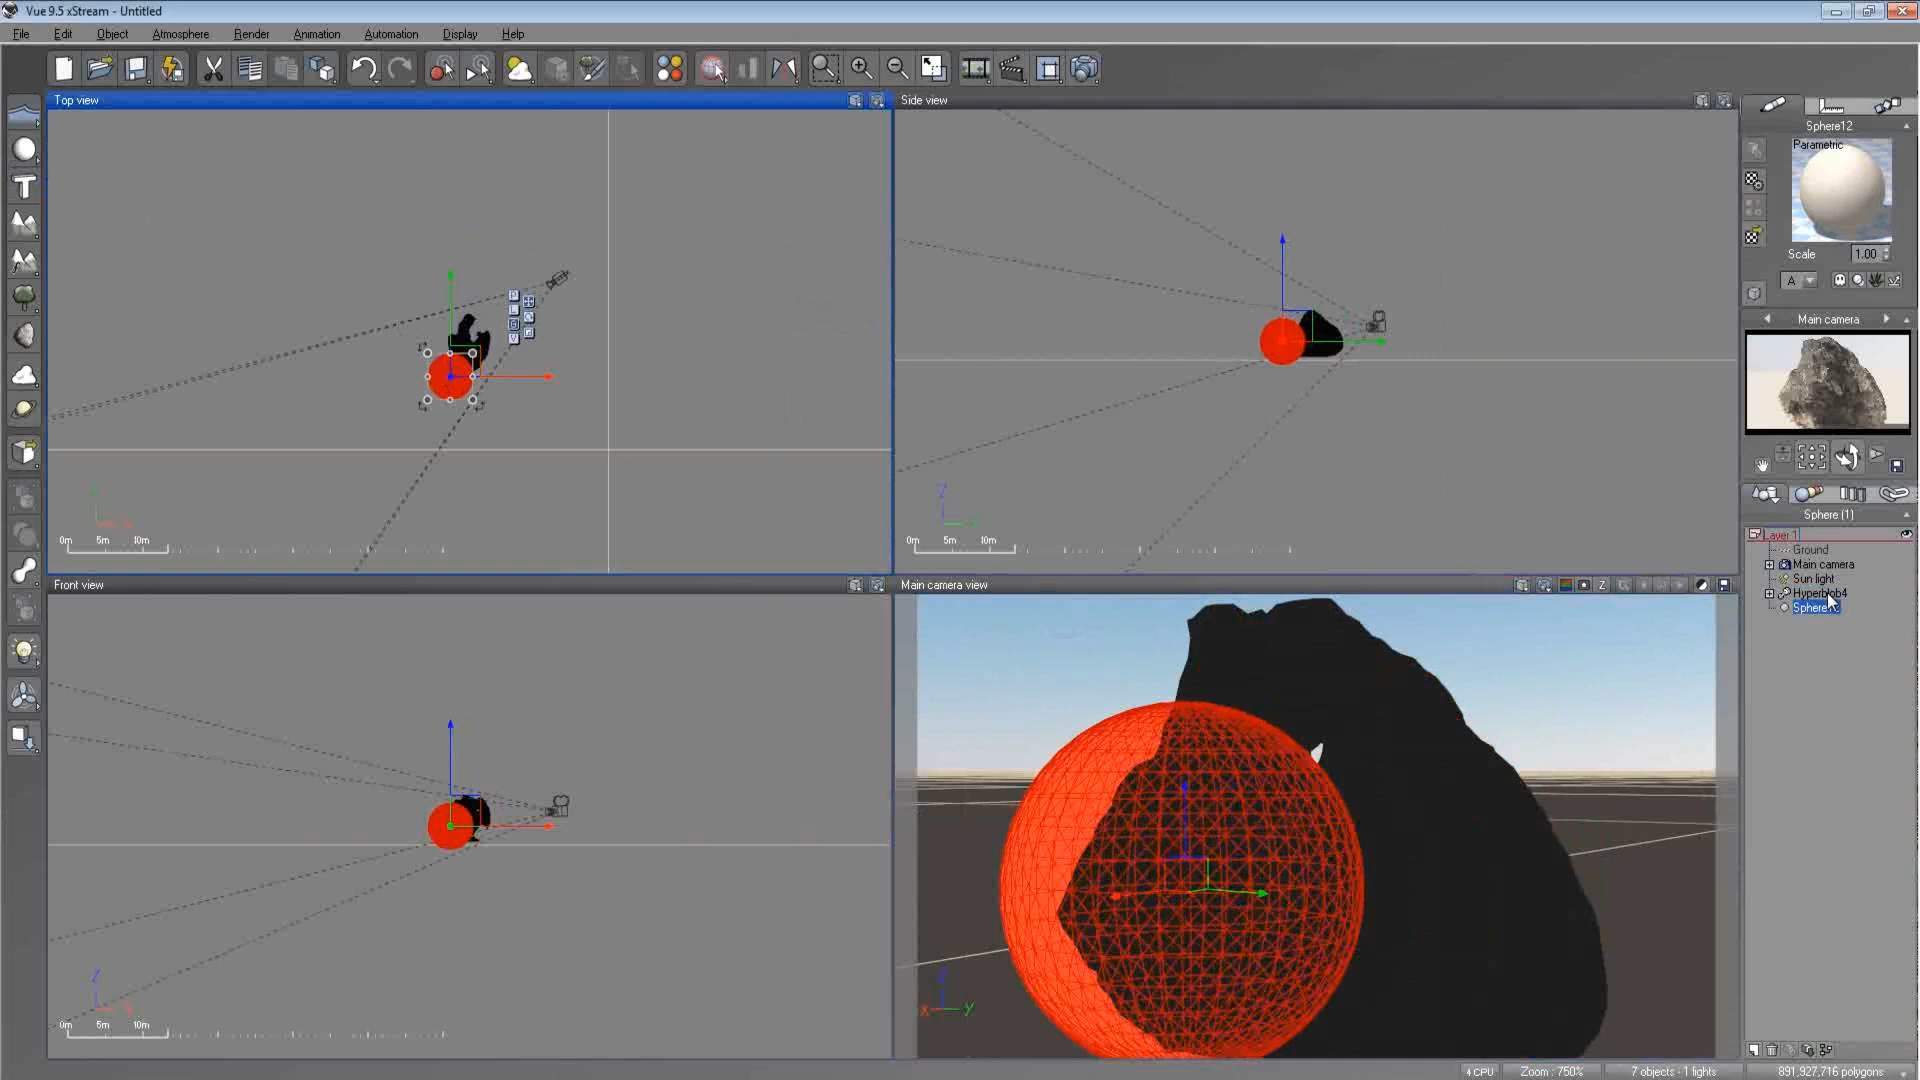 Vue 9.5 xStream - Untitled
File Edit Object Atmosphere Render Animation Automation Display Help
Top view
Side view
Sphere12
Parametric
Scale 1.00
A
Main camera
0m 5m 10m
Z
0m 5m 10m
Sphere (1)
Layer 1
Ground
Main camera
Sun light
Hyperblob4
Front view
Main camera view
Z
Z
0m 5m 10m
X Y
4 CPU
Zoom : 750%
7 objects - 1 lights
891,927,716 polygons